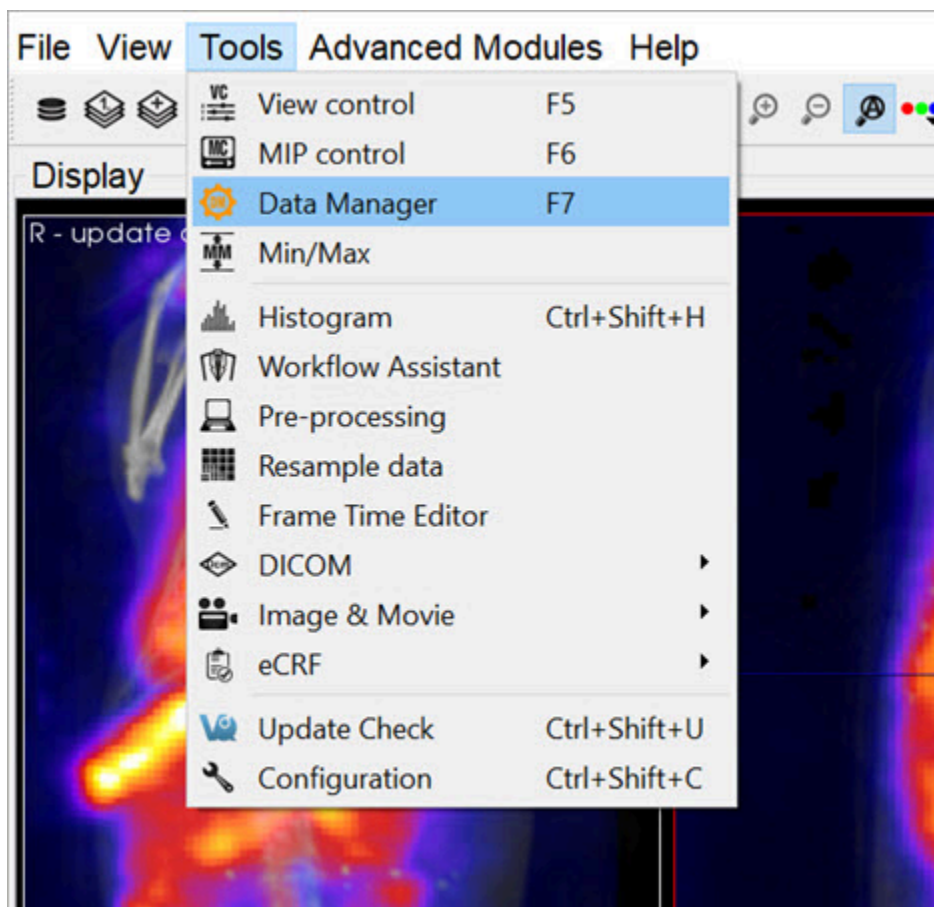 File View Tools Advanced Modules Help
VC View control F5
MC MIP control F6
Display
DM Data Manager F7
R - update
MM Min/Max
Histogram Ctrl+Shift+H
Workflow Assistant
Pre-processing
Resample data
Frame Time Editor
Dcm DICOM
Image & Movie
eCRF
Update Check Ctrl+Shift+U
Configuration Ctrl+Shift+C